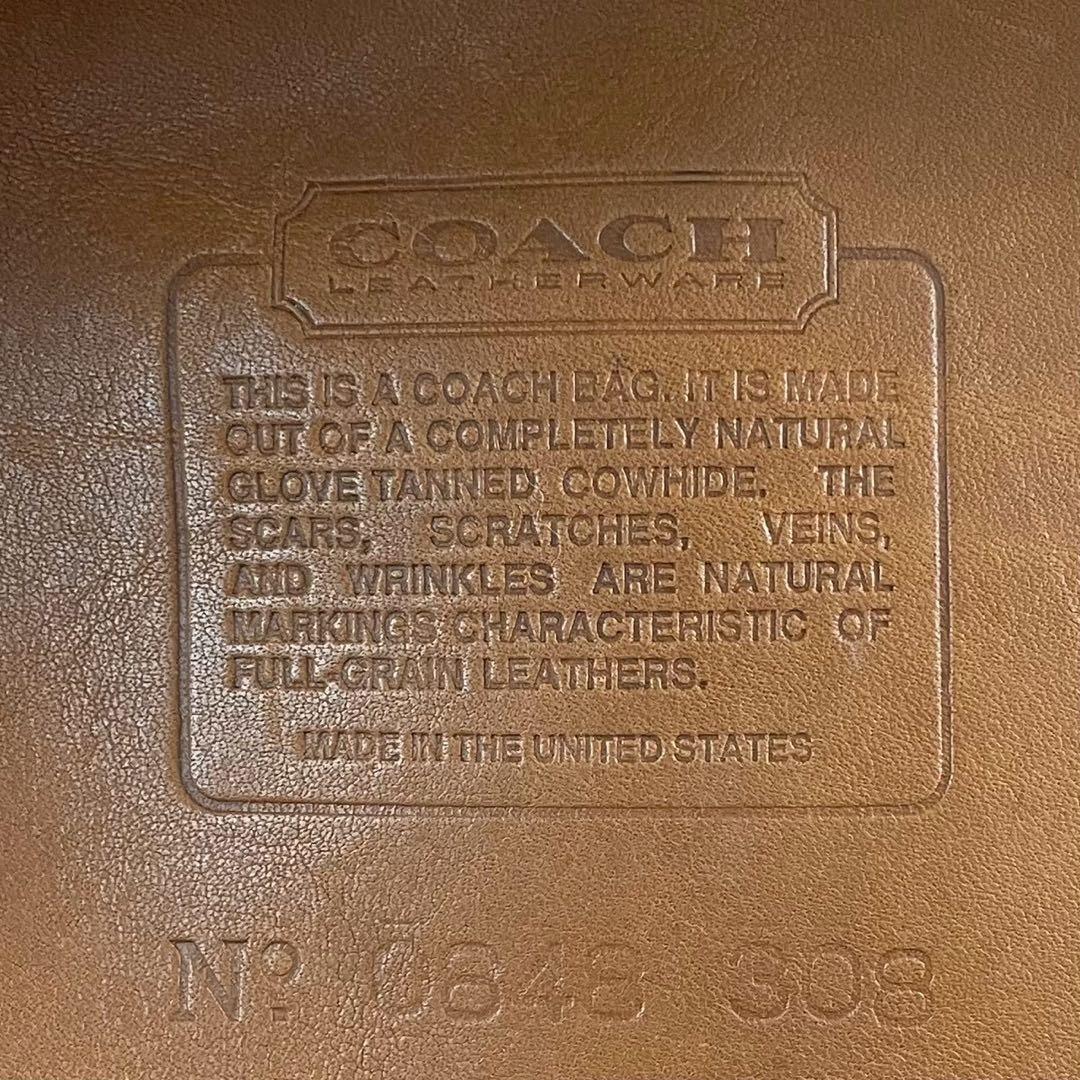 COACH
LEATHERWARE
THIS IS A COACH BAG. IT IS MADE
OUT OF A COMPLETELY NATURAL
GLOVE TANNED COWHIDE. THE
SCARS, SCRATCHES, VEINS,
AND WRINKLES ARE NATURAL
MARKINGS CHARACTERISTIC OF
FULL-GRAIN LEATHERS.
MADE IN THE UNITED STATES
Nº 308